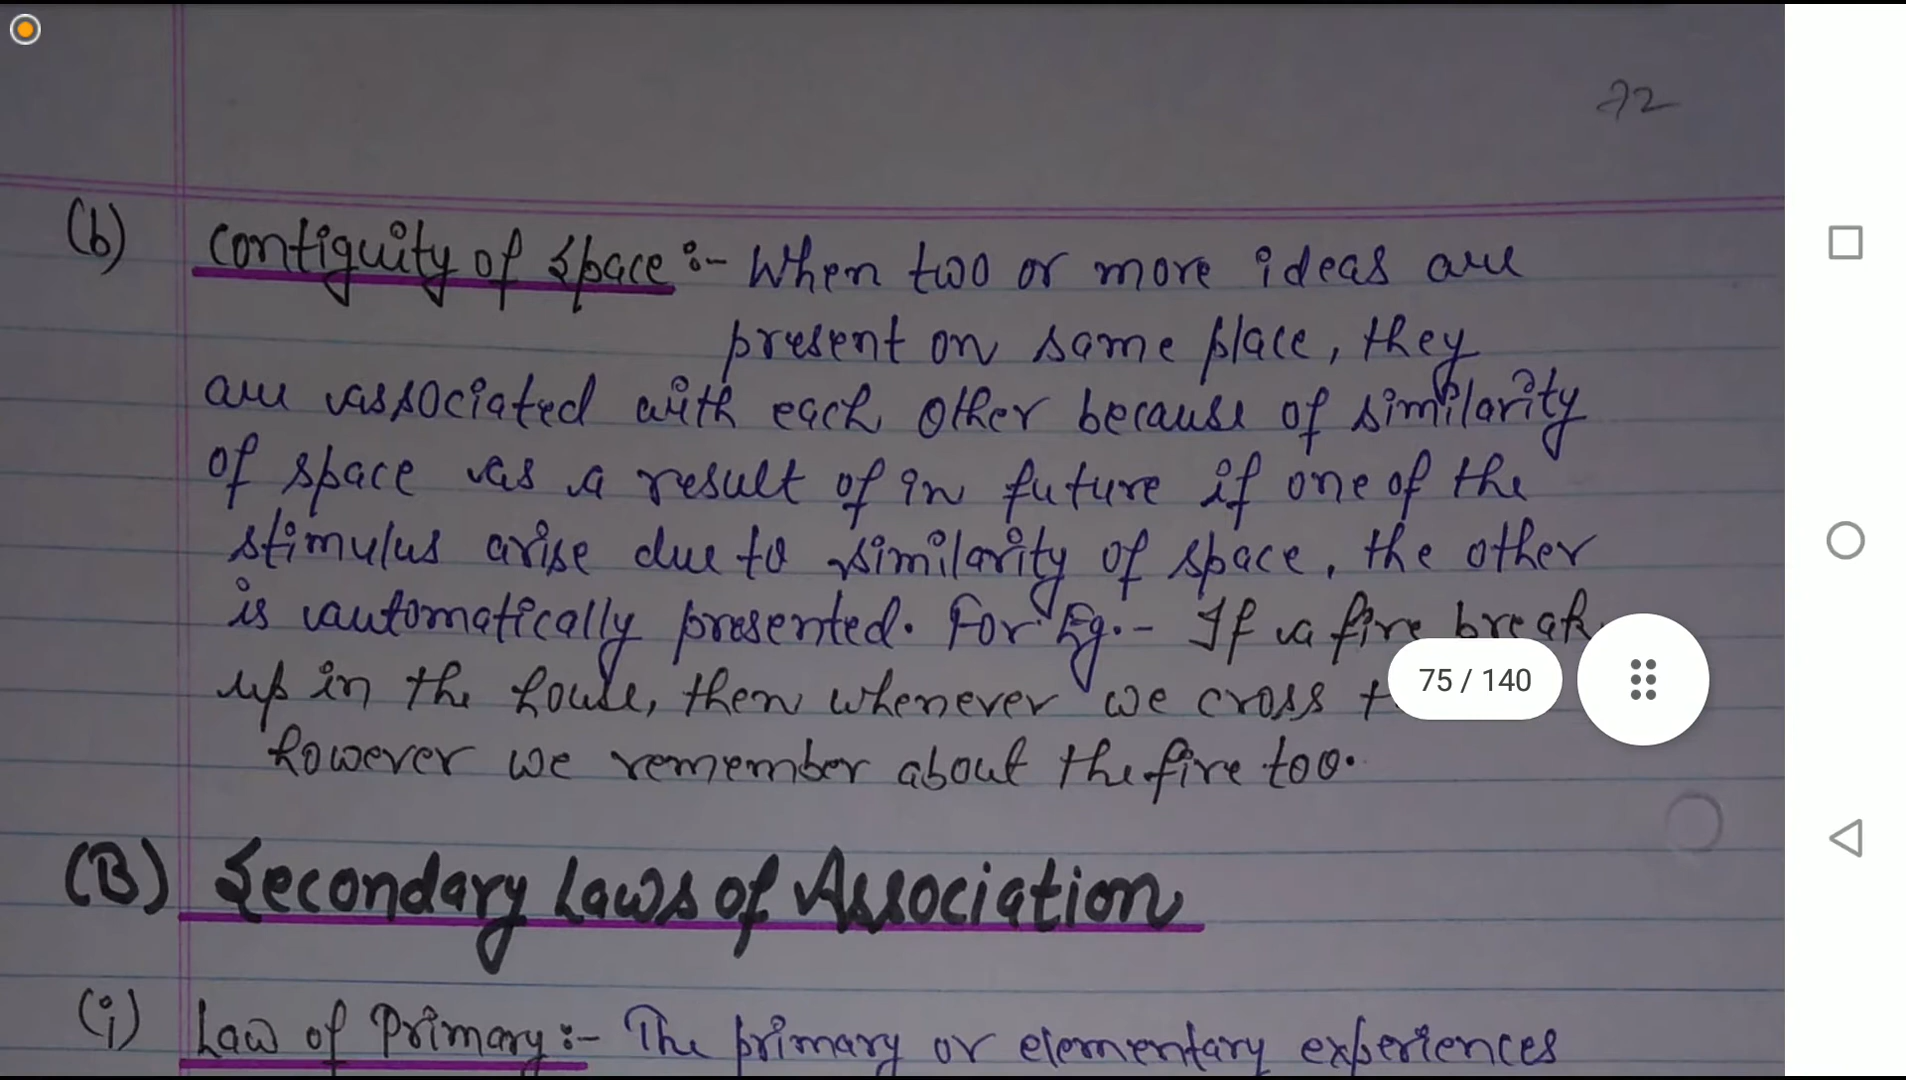 72
(b) Contiguity of Space :- When two or more ideas are
present on same place, they
are associated with each other because of similarity
of space as a result of in future if one of the
stimulus arise due to similarity of space, the other
is automatically presented. For Eg.- If a fire break
up in the house, then whenever we cross
75 / 140
however we remember about the fire too.
(B) Secondary Laws of Association
(i) Law of Primary :- The primary or elementary experiences